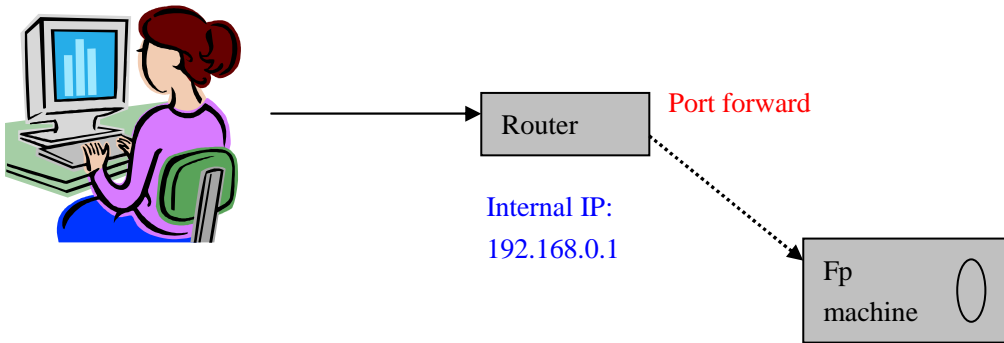 Router
Port forward
Internal IP:
192.168.0.1
Fp
machine